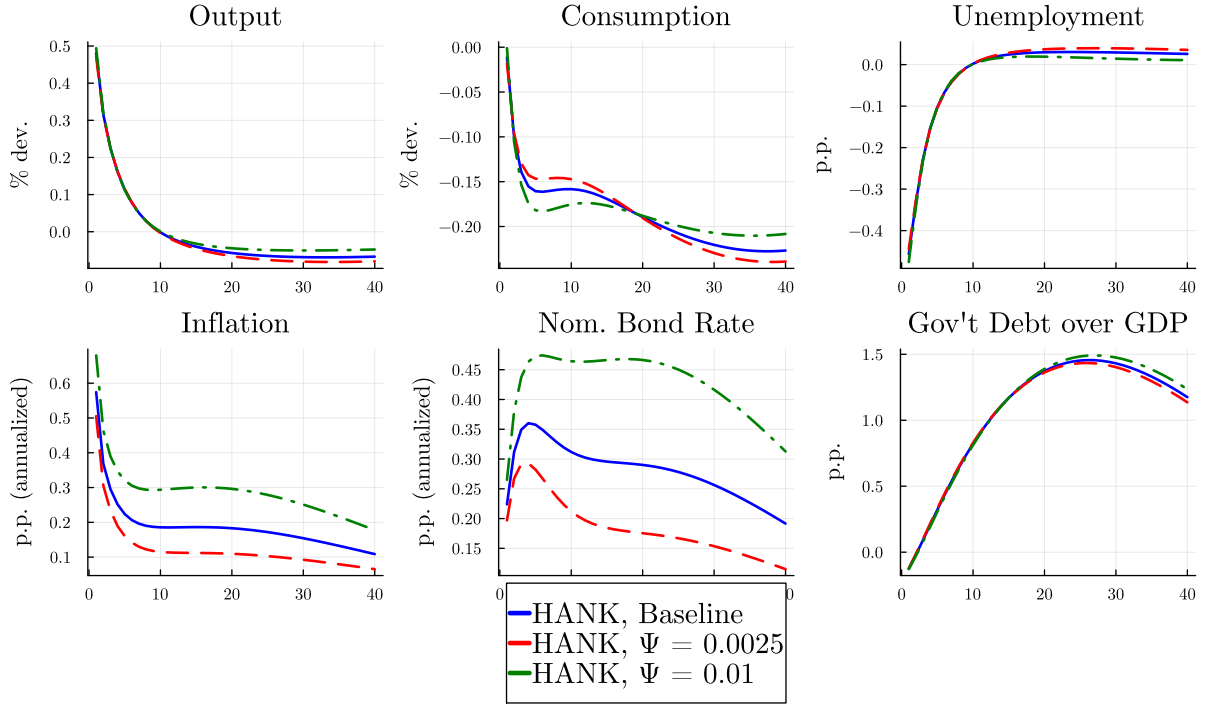 Output
Consumption
Unemployment
% dev.
0.5
0.4
0.3
0.2
0.1
0.0
0 10 20 30 40
% dev.
0.00
−0.05
−0.10
−0.15
−0.20
0 10 20 30 40
p.p.
0.0
−0.1
−0.2
−0.3
−0.4
0 10 20 30 40
Inflation
Nom. Bond Rate
Gov't Debt over GDP
p.p. (annualized)
0.6
0.5
0.4
0.3
0.2
0.1
0 10 20 30 40
p.p. (annualized)
0.45
0.40
0.35
0.30
0.25
0.20
0.15
p.p.
1.5
1.0
0.5
0.0
0 10 20 30 40
HANK, Baseline
HANK, Ψ = 0.0025
HANK, Ψ = 0.01